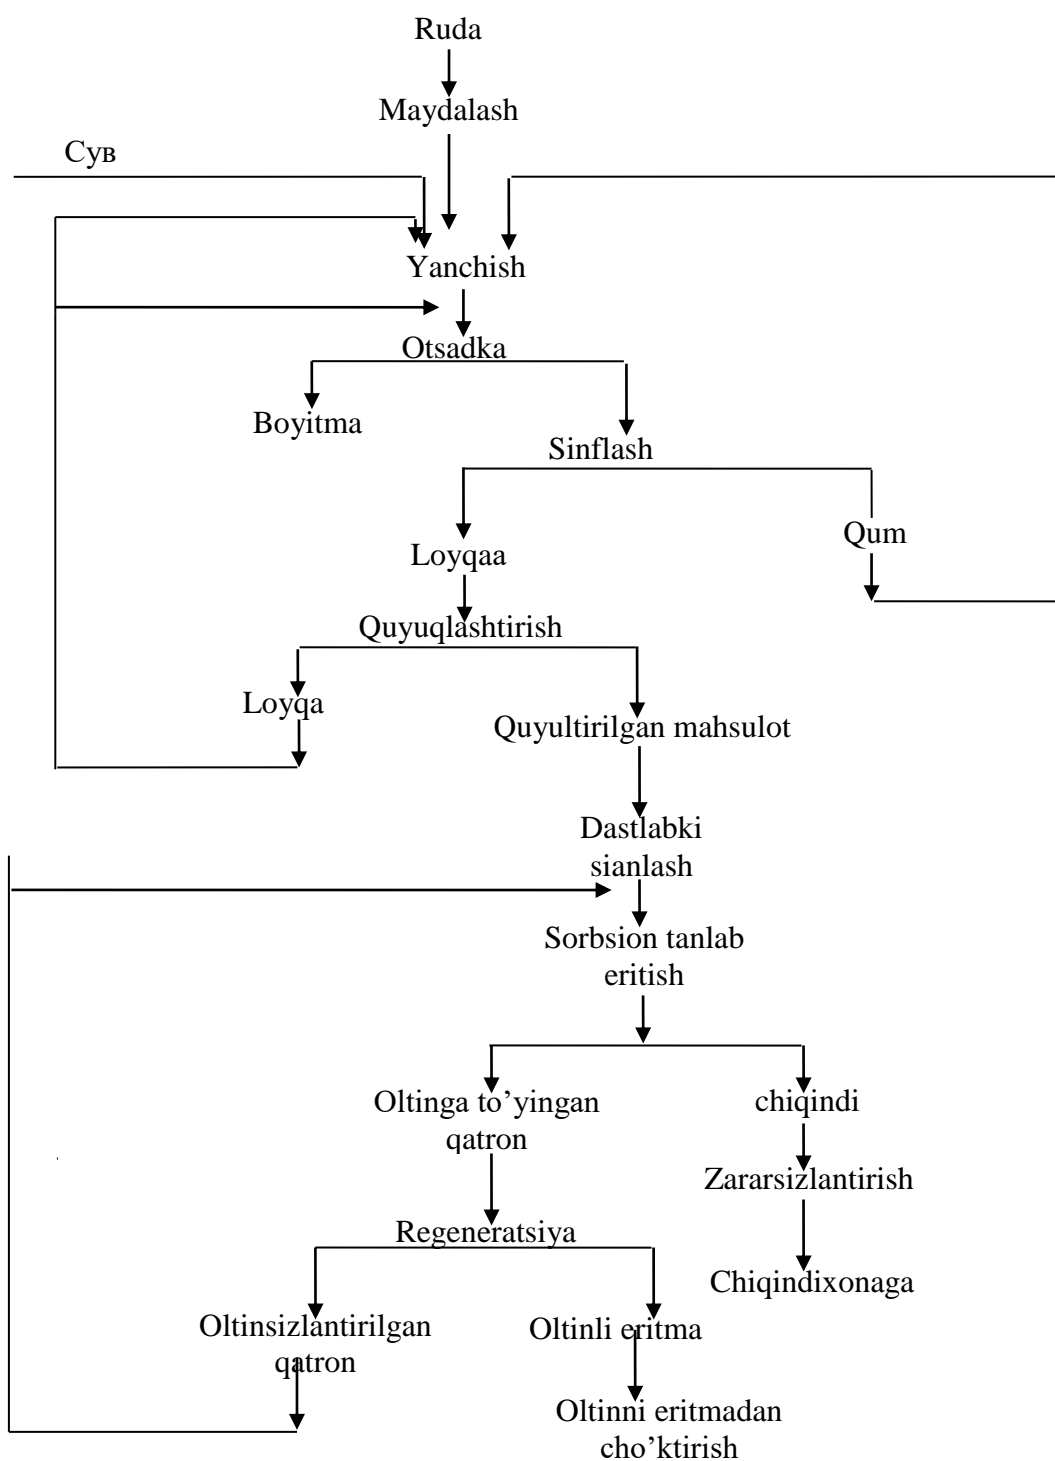 Ruda
Maydalash
Сув
Yanchish
Otsadka
Boyitma
Sinflash
Qum
Loyqaa
Quyuqlashtirish
Loyqa
Quyultirilgan mahsulot
Dastlabki
sianlash
Sorbsion tanlab
eritish
Oltinga to’yingan
qatron
chiqindi
Zararsizlantirish
Regeneratsiya
Chiqindixonaga
Oltinsizlantirilgan
qatron
Oltinli eritma
Oltinni eritmadan
cho’ktirish